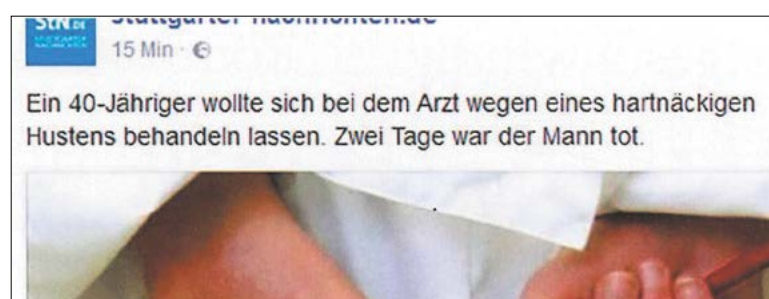 StN.DE
stuttgarter-nachrichten.de
15 Min
Ein 40-Jähriger wollte sich bei dem Arzt wegen eines hartnäckigen
Hustens behandeln lassen. Zwei Tage war der Mann tot.